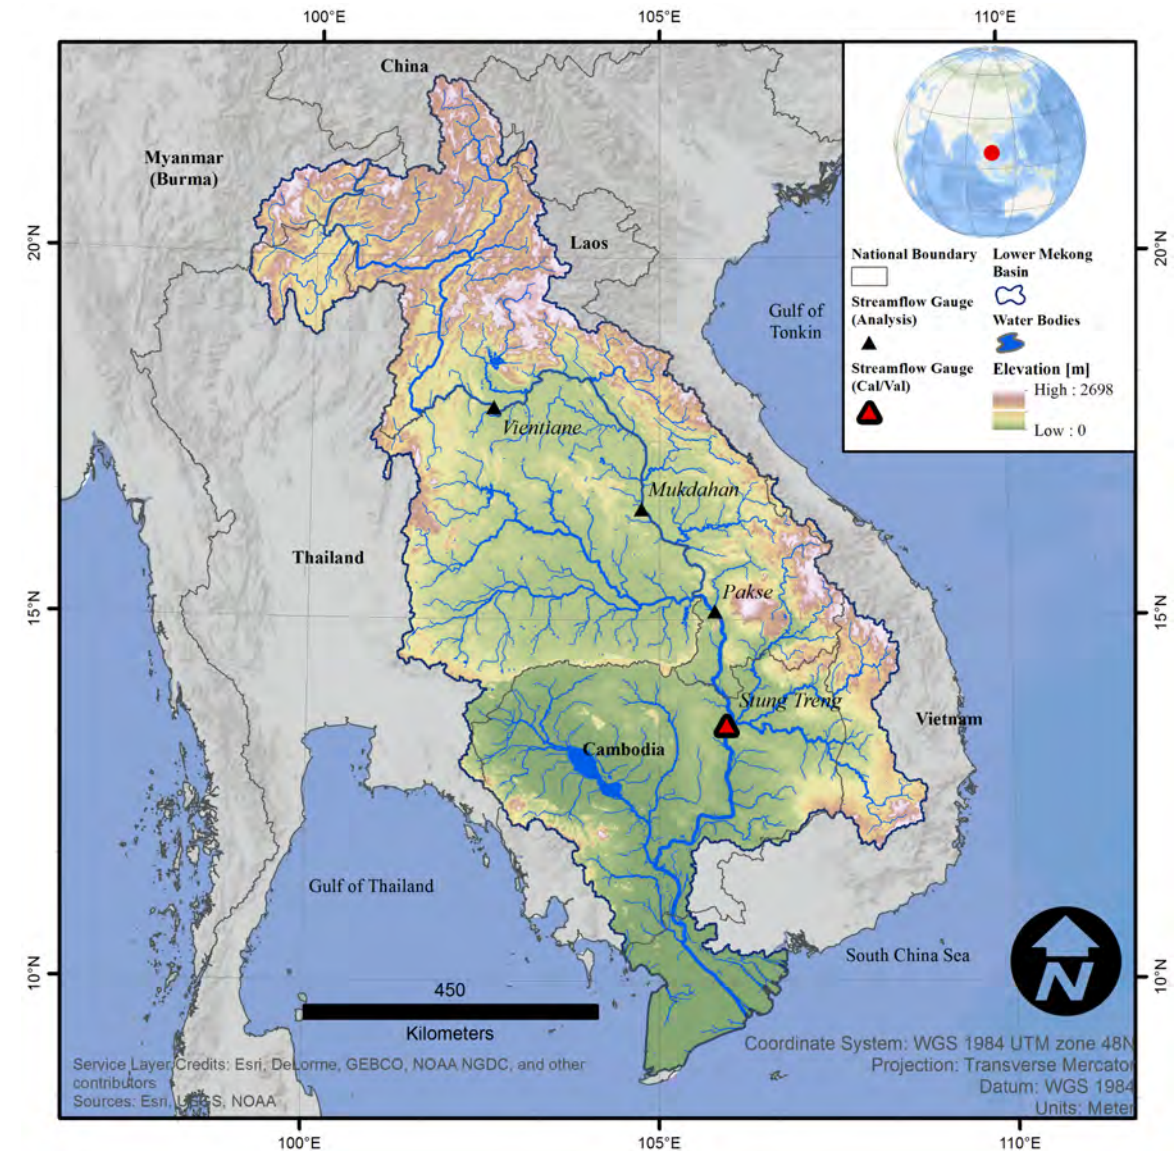 100°E
105°E
110°E
China
Myanmar
(Burma)
Laos
20°N
20°N
National Boundary
Lower Mekong
Basin
Streamflow Gauge
(Analysis)
Water Bodies
Streamflow Gauge
(Cal/Val)
Elevation [m]
High : 2698
Low : 0
Gulf of
Tonkin
Vientiane
Mukdahan
Thailand
Pakse
15°N
15°N
Stung Treng
Vietnam
Cambodia
Gulf of Thailand
South China Sea
10°N
10°N
450
Kilometers
N
Coordinate System: WGS 1984 UTM zone 48N
Projection: Transverse Mercator
Datum: WGS 1984
Units: Meter
Service Layer Credits: Esri, DeLorme, GEBCO, NOAA NGDC, and other
contributors
Sources: Esri, USGS, NOAA
100°E
105°E
110°E